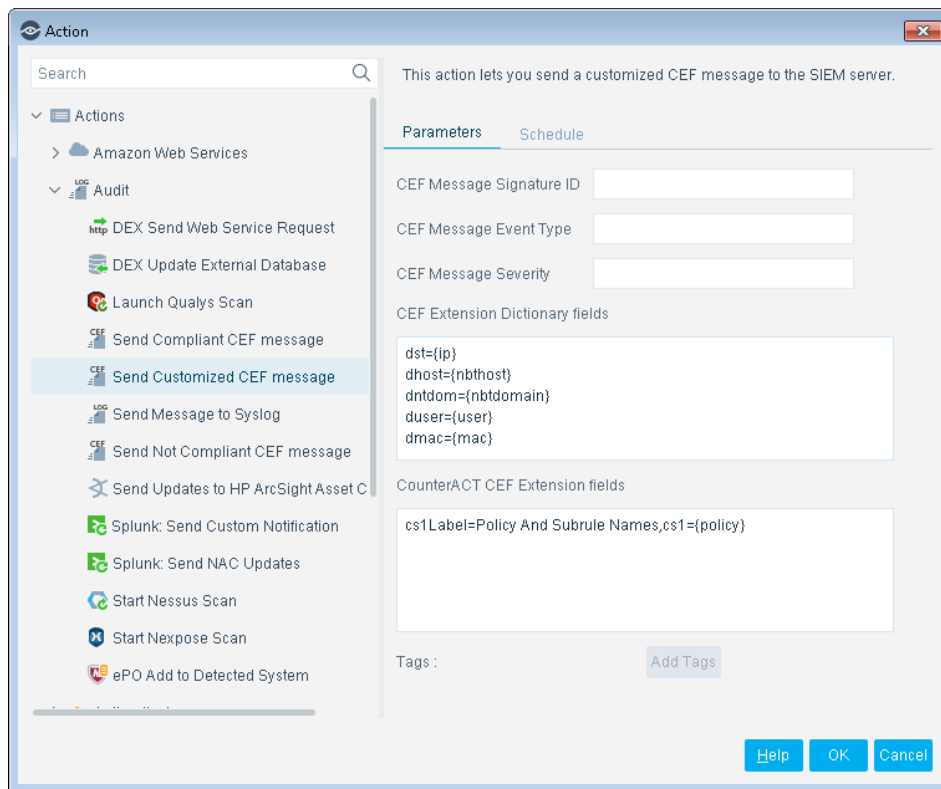 Action
Search
This action lets you send a customized CEF message to the SIEM server.
Actions
Parameters
Schedule
Amazon Web Services
CEF Message Signature ID
LOG
Audit
CEF Message Event Type
http
DEX Send Web Service Request
DEX Update External Database
CEF Message Severity
Launch Qualys Scan
CEF Extension Dictionary fields
CEF
Send Compliant CEF message
dst={ip}
dhost={nbthost}
dntdom={nbtdomain}
duser={user}
dmac={mac}
CEF
Send Customized CEF message
LOG
Send Message to Syslog
CEF
Send Not Compliant CEF message
CounterACT CEF Extension fields
Send Updates to HP ArcSight Asset C
cs1Label=Policy And Subrule Names,cs1={policy}
Splunk: Send Custom Notification
Splunk: Send NAC Updates
Start Nessus Scan
Start Nexpose Scan
Tags :
Add Tags
ePO Add to Detected System
Help
OK
Cancel